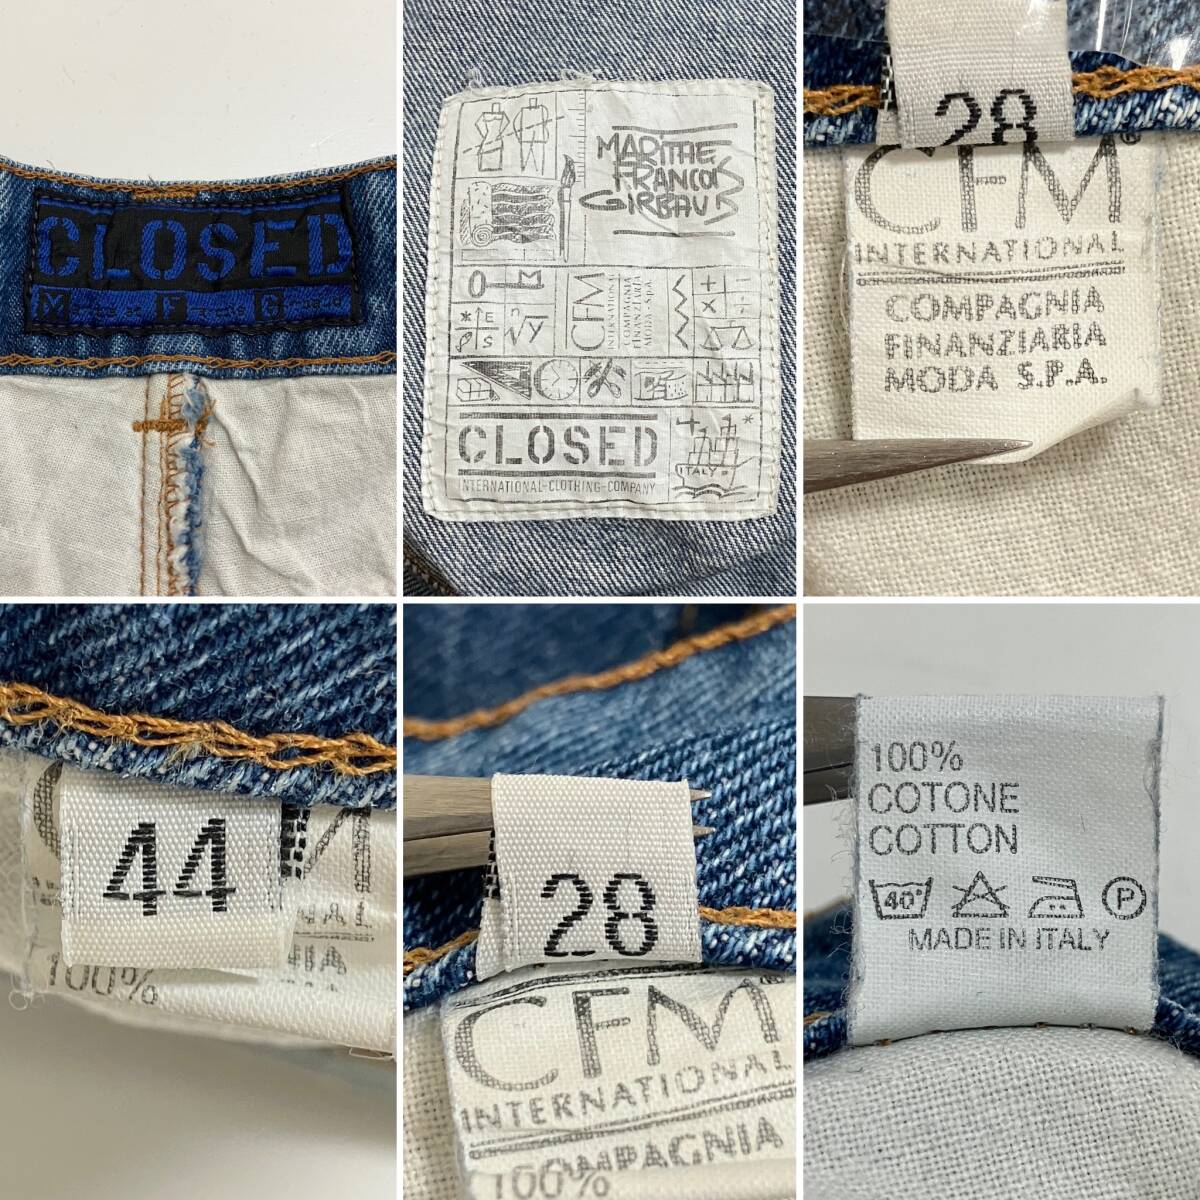 CLOSED
M F G
MARITHE
FRANCOIS
GIRBAUD
CFM
INTERNATIONAL
COMPAGNIA
FINANZIARIA
MODA S.P.A.
* E
P S
n √Y
+ -
× ÷
CLOSED
INTERNATIONAL-CLOTHING-COMPANY
ITALY
28
CFM
INTERNATIONAL
COMPAGNIA
FINANZIARIA
MODA S.P.A.
44
100%
28
CFM
INTERNATIONAL
COMPAGNIA
100%
100%
COTONE
COTTON
40° P
MADE IN ITALY